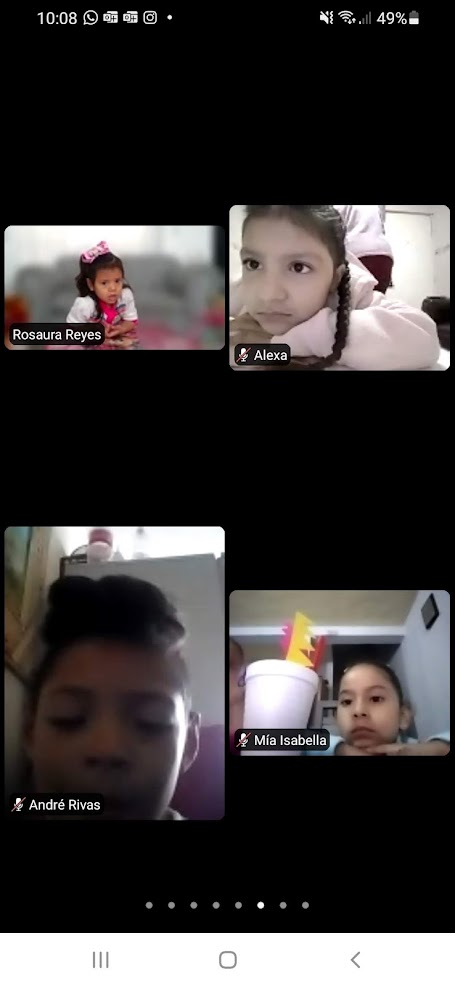 10:08 49%
Rosaura Reyes
Alexa
André Rivas
Mía Isabella